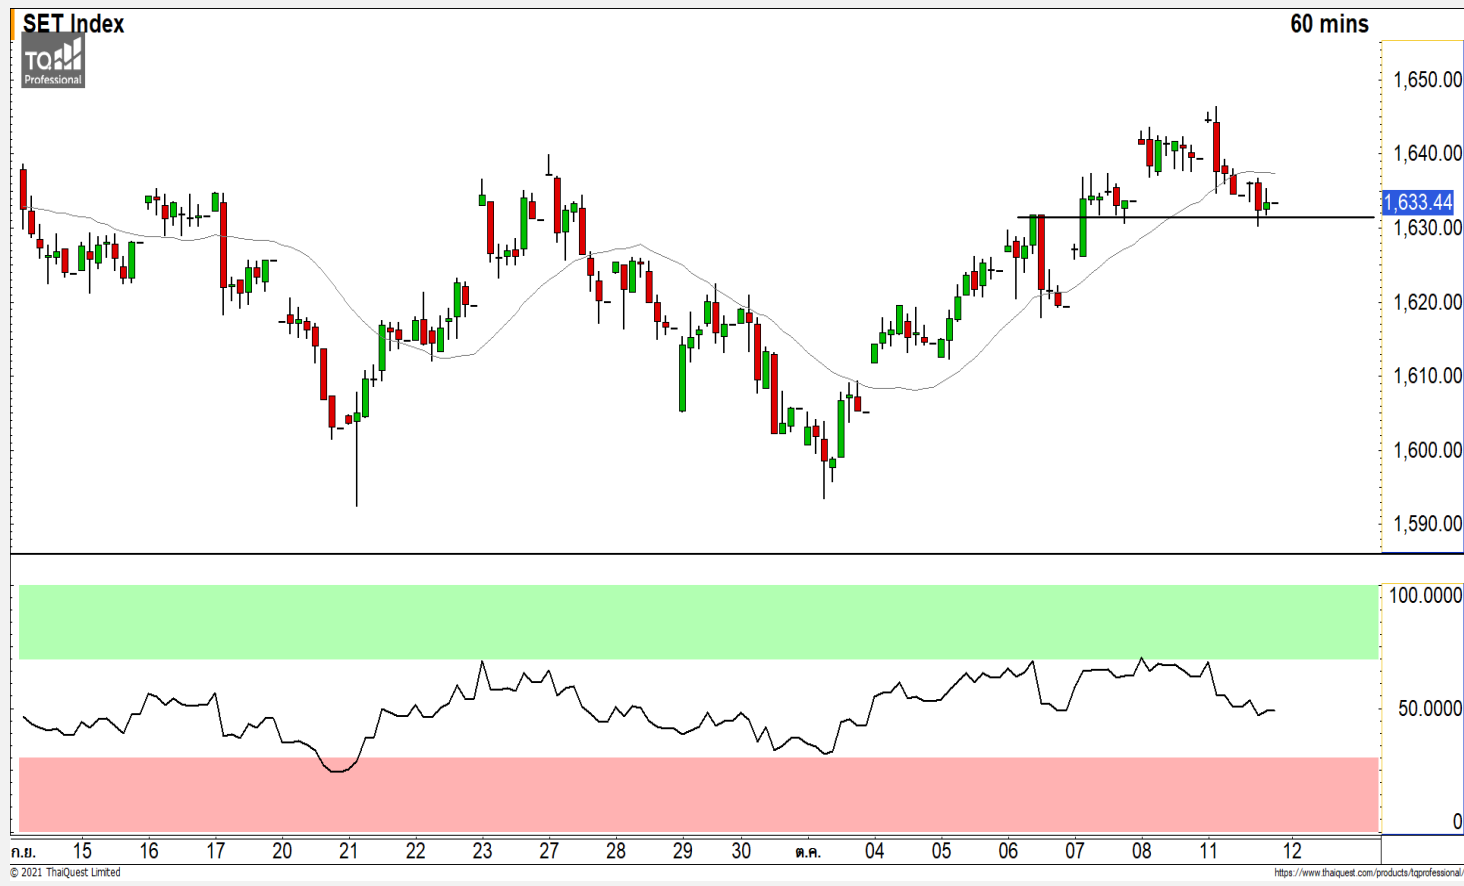 SET Index
60 mins
TQ
Professional
1,650.00
1,640.00
1,633.44
1,630.00
1,620.00
1,610.00
1,600.00
1,590.00
100.0000
50.0000
0
ก.ย. 15 16 17 20 21 22 23 27 28 29 30 ต.ค. 04 05 06 07 08 11 12
© 2021 ThaiQuest Limited
https://www.thaiquest.com/products/tqprofessional/